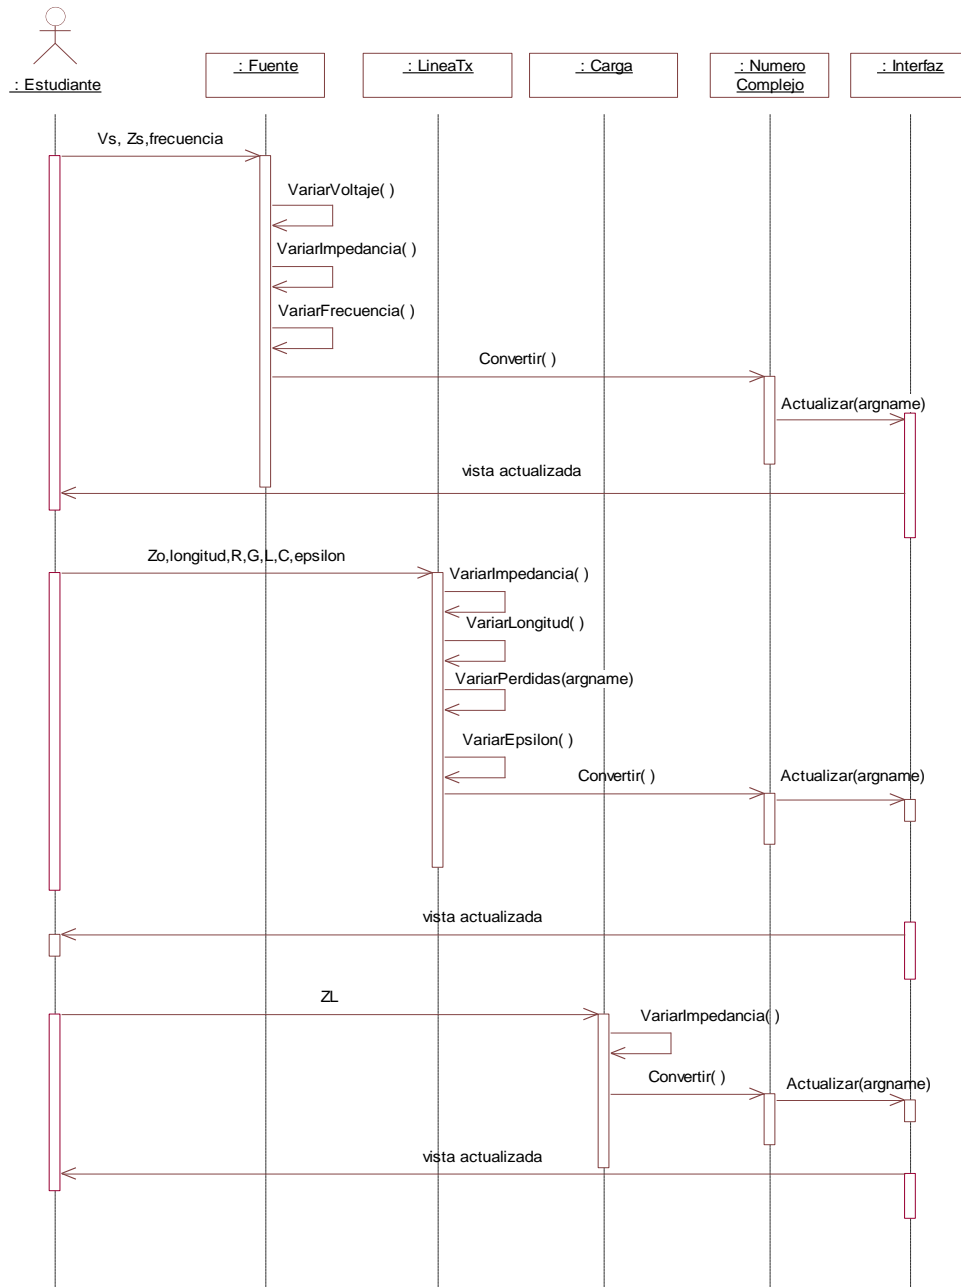 : Estudiante
: Fuente
: LineaTx
: Carga
: Numero
Complejo
: Interfaz
Vs, Zs,frecuencia
VariarVoltaje( )
VariarImpedancia( )
VariarFrecuencia( )
Convertir( )
Actualizar(argname)
vista actualizada
Zo,longitud,R,G,L,C,epsilon
VariarImpedancia( )
VariarLongitud( )
VariarPerdidas(argname)
VariarEpsilon( )
Convertir( )
Actualizar(argname)
vista actualizada
ZL
VariarImpedancia( )
Convertir( )
Actualizar(argname)
vista actualizada